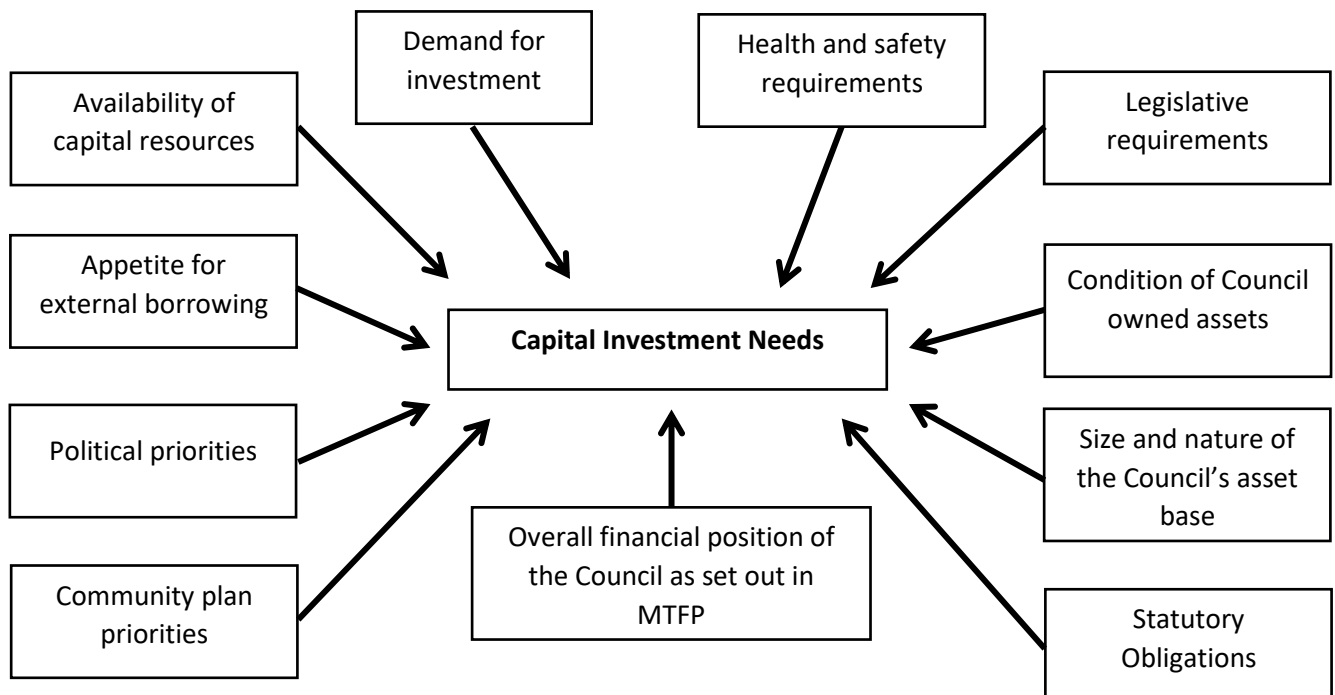 Demand for
investment
Health and safety
requirements
Availability of
capital resources
Legislative
requirements
Appetite for
external borrowing
Condition of Council
owned assets
Capital Investment Needs
Political priorities
Size and nature of
the Council’s asset
base
Overall financial position of
the Council as set out in
MTFP
Community plan
priorities
Statutory
Obligations